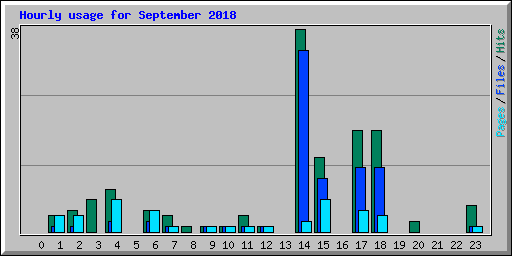 Hourly usage for September 2018
38
Pages/Files/Hits
0 1 2 3 4 5 6 7 8 9 10 11 12 13 14 15 16 17 18 19 20 21 22 23